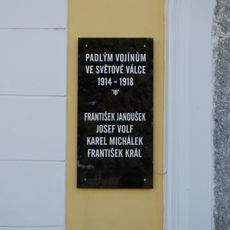 PADLÝM VOJÍNŮM
VE SVĚTOVÉ VÁLCE
1914 - 1918
FRANTIŠEK JANOUŠEK
JOSEF VOLF
KAREL MICHÁLEK
FRANTIŠEK KRÁL